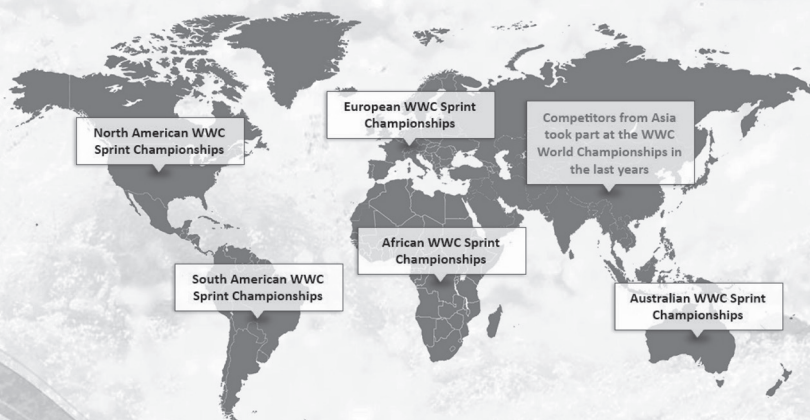 North American WWC
Sprint Championships
European WWC Sprint
Championships
Competitors from Asia
took part at the WWC
World Championships in
the last years
African WWC Sprint
Championships
South American WWC
Sprint Championships
Australian WWC Sprint
Championships